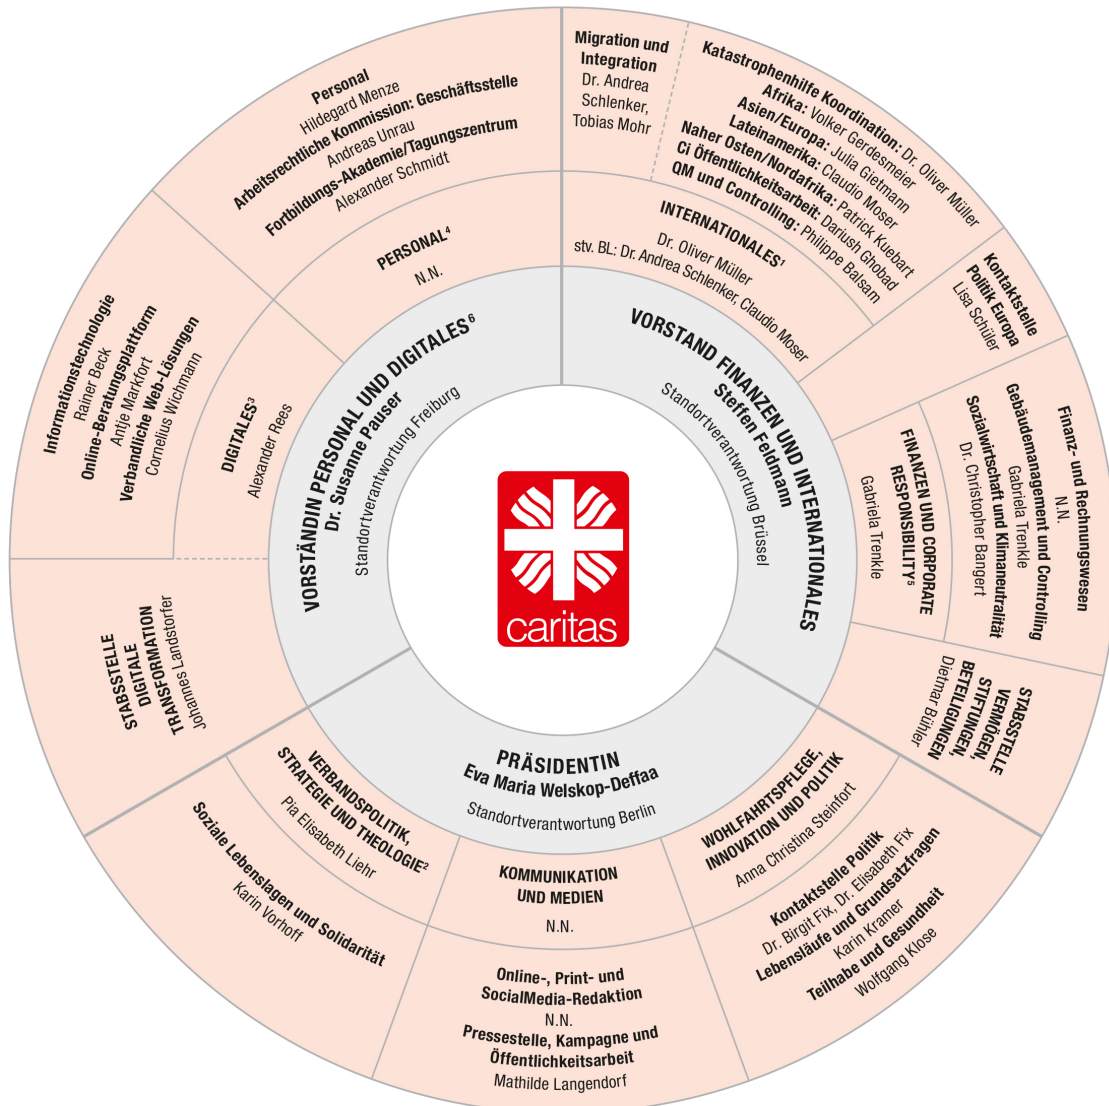 Migration und
Integration
Dr. Andrea
Schlenker,
Tobias Mohr
Katastrophenhilfe Koordination: Dr. Oliver Müller
Afrika: Volker Gerdesmeier
Asien/Europa: Julia Gietmann
Lateinamerika: Claudio Moser
Naher Osten/Nordafrika: Patrick Kuebart
Ci Öffentlichkeitsarbeit: Dariush Ghobad
QM und Controlling: Philippe Balsam
INTERNATIONALES¹
Dr. Oliver Müller
stv. BL: Dr. Andrea Schlenker, Claudio Moser
Kontaktstelle
Politik Europa
Lisa Schüler
VORSTAND FINANZEN UND INTERNATIONALES
Steffen Feldmann
Standortverantwortung Brüssel
Finanz- und Rechnungswesen
N.N.
Gebäudemanagement und Controlling
Gabriela Trenkle
Sozialwirtschaft und Klimaneutralität
Dr. Christopher Bangert
FINANZEN UND CORPORATE
RESPONSIBILITY⁵
Gabriela Trenkle
STABSSTELLE
VERMÖGEN,
STIFTUNGEN,
BETEILIGUNGEN
Dietmar Bühler
PRÄSIDENTIN
Eva Maria Welskop-Deffaa
Standortverantwortung Berlin
WOHLFAHRTSPFLEGE,
INNOVATION UND POLITIK
Anna Christina Steinfort
Kontaktstelle Politik
Dr. Birgit Fix, Dr. Elisabeth Fix
Lebensläufe und Grundsatzfragen
Karin Kramer
Teilhabe und Gesundheit
Wolfgang Klose
KOMMUNIKATION
UND MEDIEN
N.N.
Online-, Print- und
SocialMedia-Redaktion
N.N.
Pressestelle, Kampagne und
Öffentlichkeitsarbeit
Mathilde Langendorf
VERBANDSPOLITIK,
STRATEGIE UND THEOLOGIE²
Pia Elisabeth Liehr
Soziale Lebenslagen und Solidarität
Karin Vorhoff
VORSTÄNDIN PERSONAL UND DIGITALES⁶
Dr. Susanne Pauser
Standortverantwortung Freiburg
STABSSTELLE
DIGITALE
TRANSFORMATION
Johannes Landstorfer
DIGITALES³
Alexander Rees
Informationstechnologie
Rainer Beck
Online-Beratungsplattform
Antje Markfort
Verbandliche Web-Lösungen
Cornelius Wichmann
PERSONAL⁴
N.N.
Personal
Hildegard Menze
Arbeitsrechtliche Kommission: Geschäftsstelle
Andreas Unrau
Fortbildungs-Akademie/Tagungszentrum
Alexander Schmidt
caritas